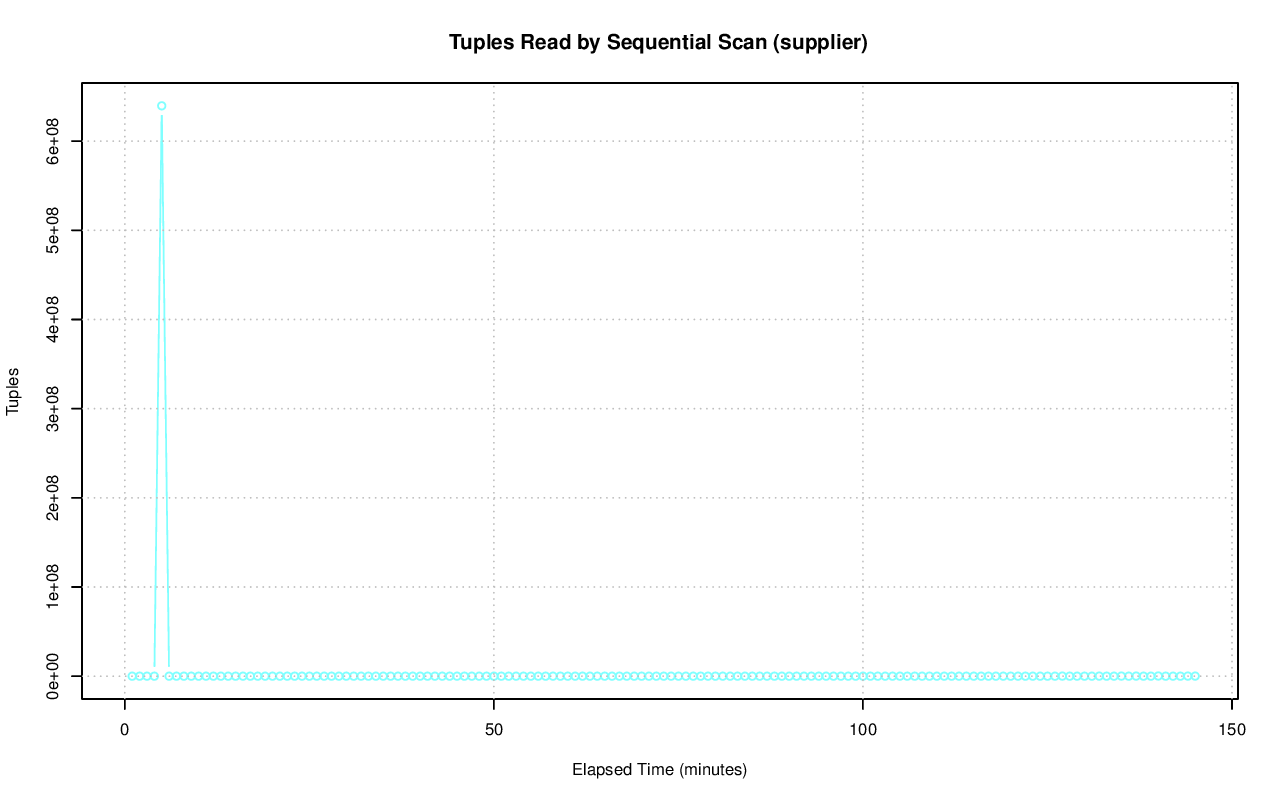 Tuples Read by Sequential Scan (supplier)
Tuples
6e+08
5e+08
4e+08
3e+08
2e+08
1e+08
0e+00
0 50 100 150
Elapsed Time (minutes)